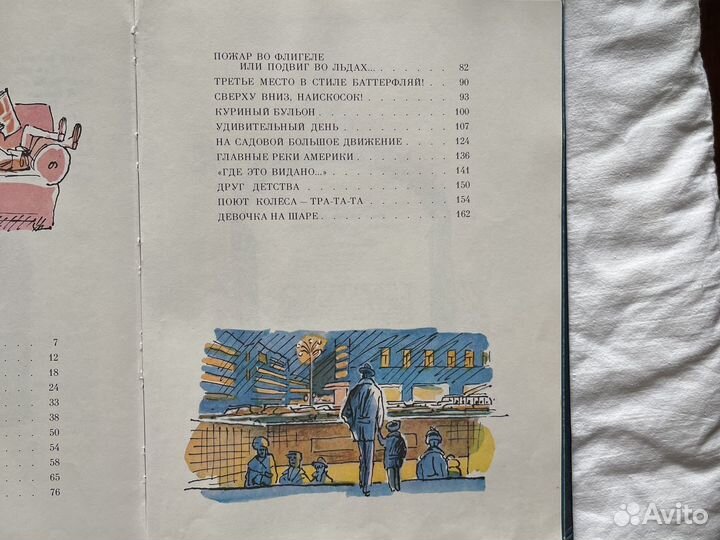 7
12
18
24
33
38
50
54
58
65
76
ПОЖАР ВО ФЛИГЕЛЕ
ИЛИ ПОДВИГ ВО ЛЬДАХ... . . . . . . 82
ТРЕТЬЕ МЕСТО В СТИЛЕ БАТТЕРФЛЯЙ! . . 90
СВЕРХУ ВНИЗ, НАИСКОСОК! . . . . . . . 93
КУРИНЫЙ БУЛЬОН . . . . . . . . . . 100
УДИВИТЕЛЬНЫЙ ДЕНЬ . . . . . . . . . 107
НА САДОВОЙ БОЛЬШОЕ ДВИЖЕНИЕ . . . . 124
ГЛАВНЫЕ РЕКИ АМЕРИКИ . . . . . . . . 136
«ГДЕ ЭТО ВИДАНО...» . . . . . . . . . 141
ДРУГ ДЕТСТВА . . . . . . . . . . . 150
ПОЮТ КОЛЕСА — ТРА-ТА-ТА . . . . . . . 154
ДЕВОЧКА НА ШАРЕ . . . . . . . . . . 162
Avito